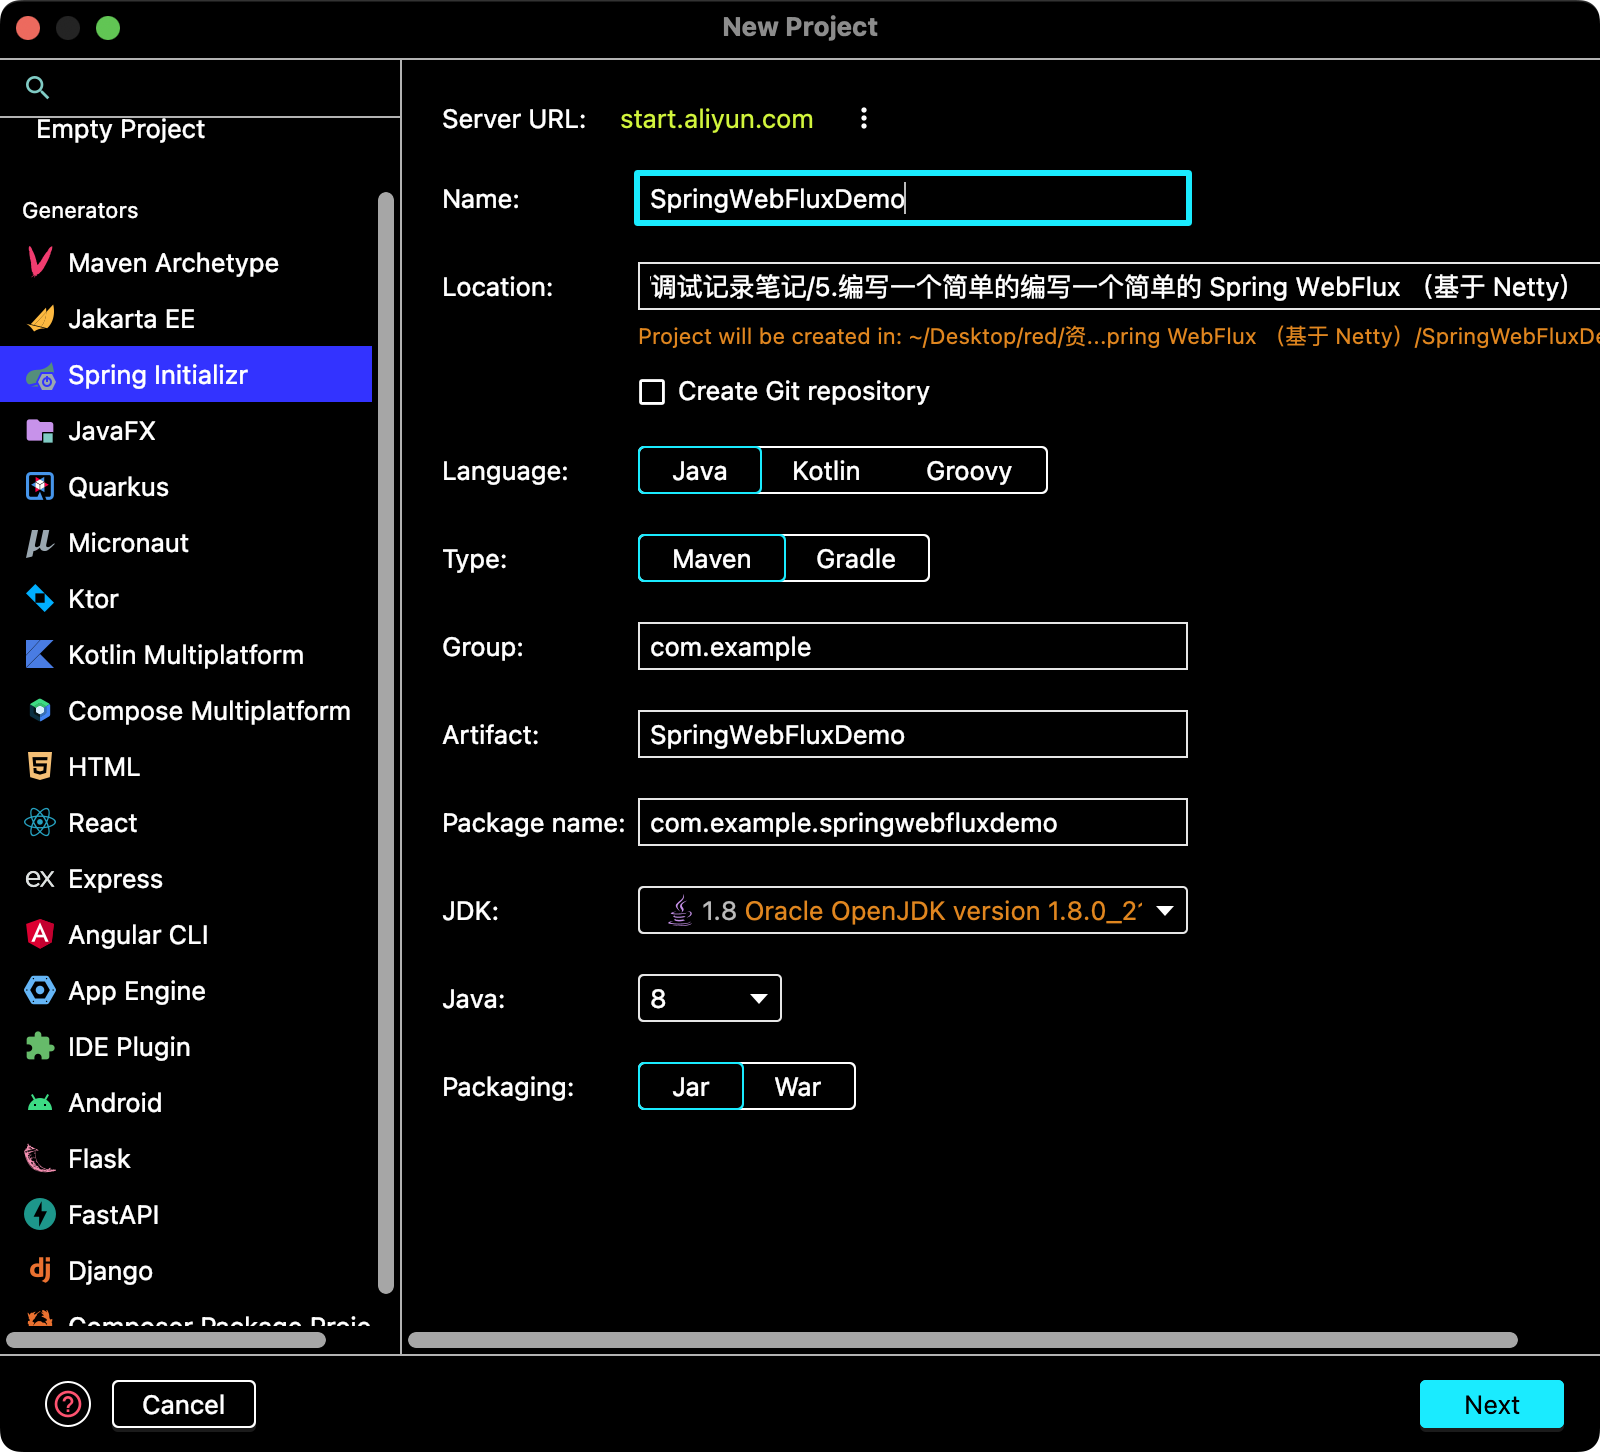 New Project
Empty Project
Generators
Maven Archetype
Jakarta EE
Spring Initializr
JavaFX
Quarkus
Micronaut
Ktor
Kotlin Multiplatform
Compose Multiplatform
HTML
React
ex Express
Angular CLI
App Engine
IDE Plugin
Android
Flask
FastAPI
dj Django
Composer Package Proje
Server URL: start.aliyun.com
Name: SpringWebFluxDemo
Location: 调试记录笔记/5.编写一个简单的编写一个简单的 Spring WebFlux （基于 Netty）
Project will be created in: ~/Desktop/red/资...pring WebFlux （基于 Netty）/SpringWebFluxDe
Create Git repository
Language: Java Kotlin Groovy
Type: Maven Gradle
Group: com.example
Artifact: SpringWebFluxDemo
Package name: com.example.springwebfluxdemo
JDK: 1.8 Oracle OpenJDK version 1.8.0_2
Java: 8
Packaging: Jar War
? Cancel Next